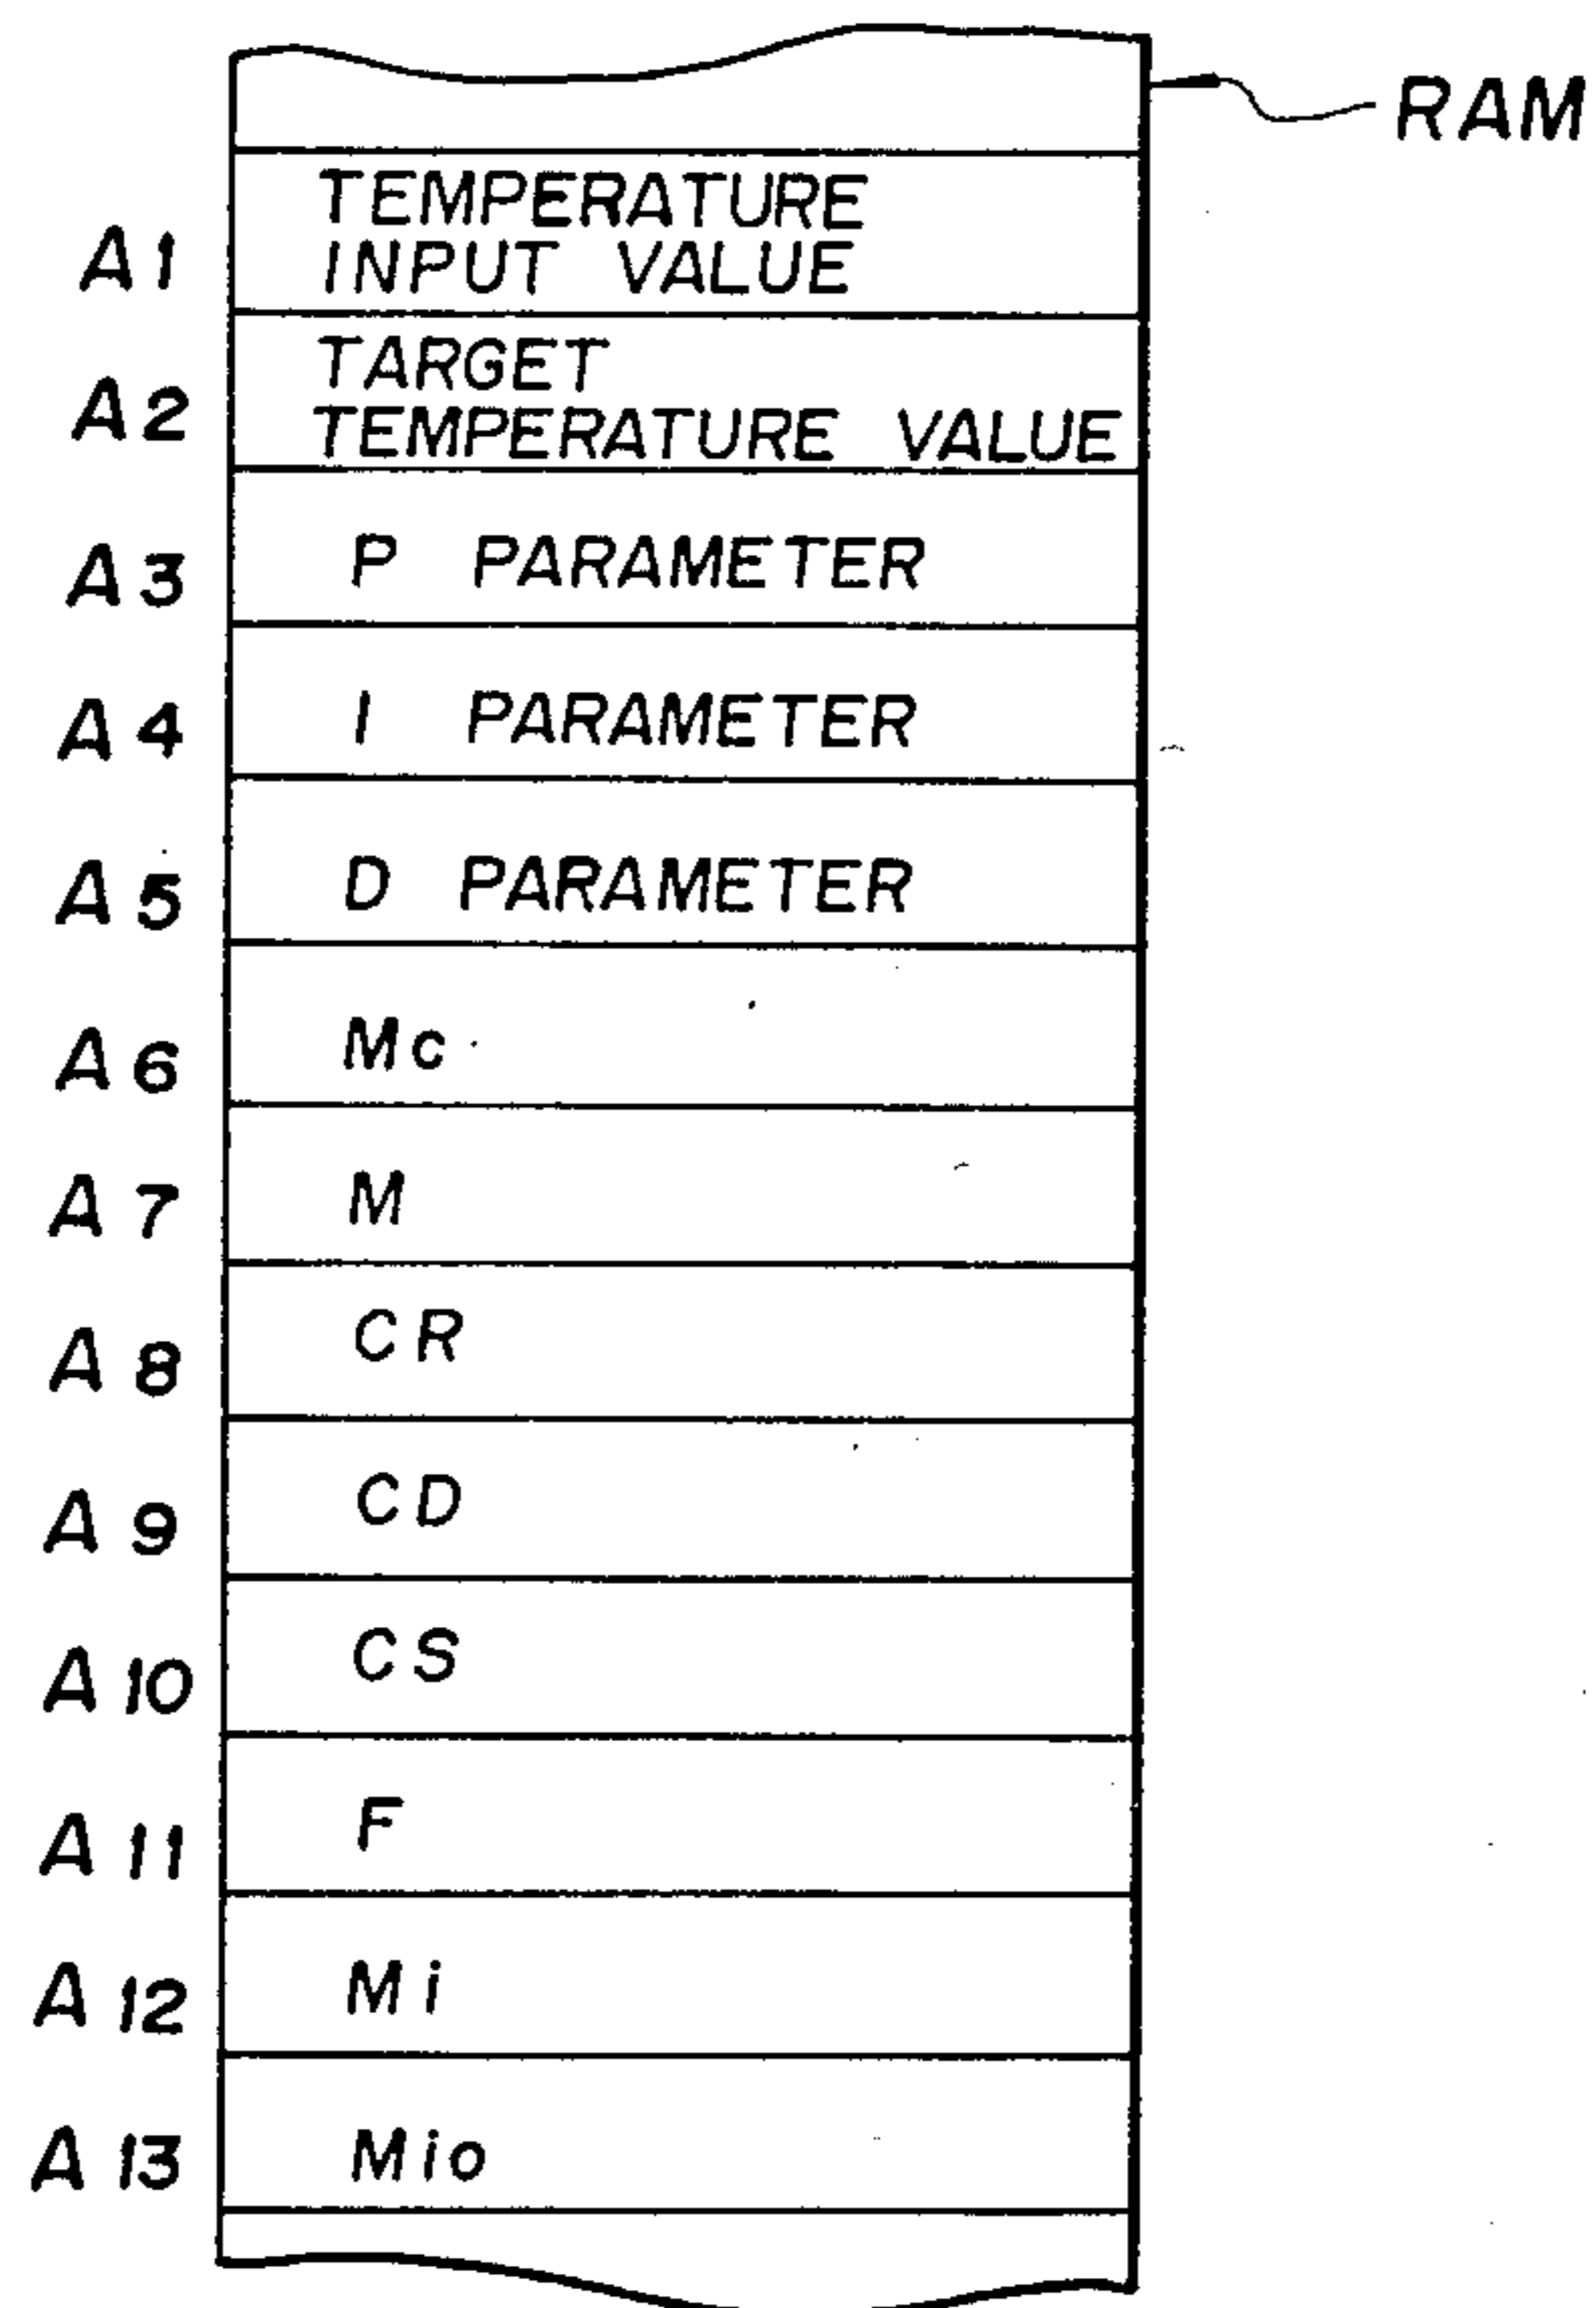 RAM
TEMPERATURE
A1 INPUT VALUE
TARGET
A2 TEMPERATURE VALUE
A3 P PARAMETER
A4 I PARAMETER
A5 D PARAMETER
A6 Mc
A7 M
A8 CR
A9 CD
A10 CS
A11 F
A12 Mi
A13 Mio